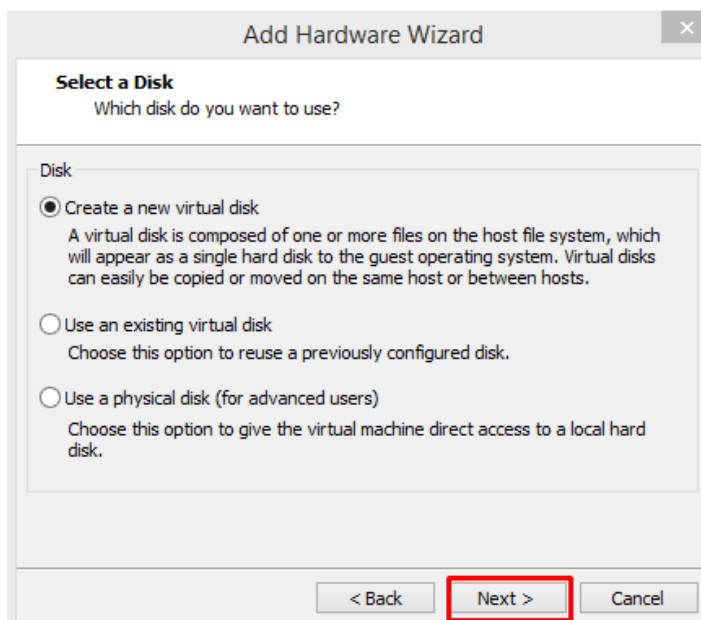 Add Hardware Wizard
Select a Disk
Which disk do you want to use?
Disk
Create a new virtual disk
A virtual disk is composed of one or more files on the host file system, which
will appear as a single hard disk to the guest operating system. Virtual disks
can easily be copied or moved on the same host or between hosts.
Use an existing virtual disk
Choose this option to reuse a previously configured disk.
Use a physical disk (for advanced users)
Choose this option to give the virtual machine direct access to a local hard
disk.
< Back Next > Cancel